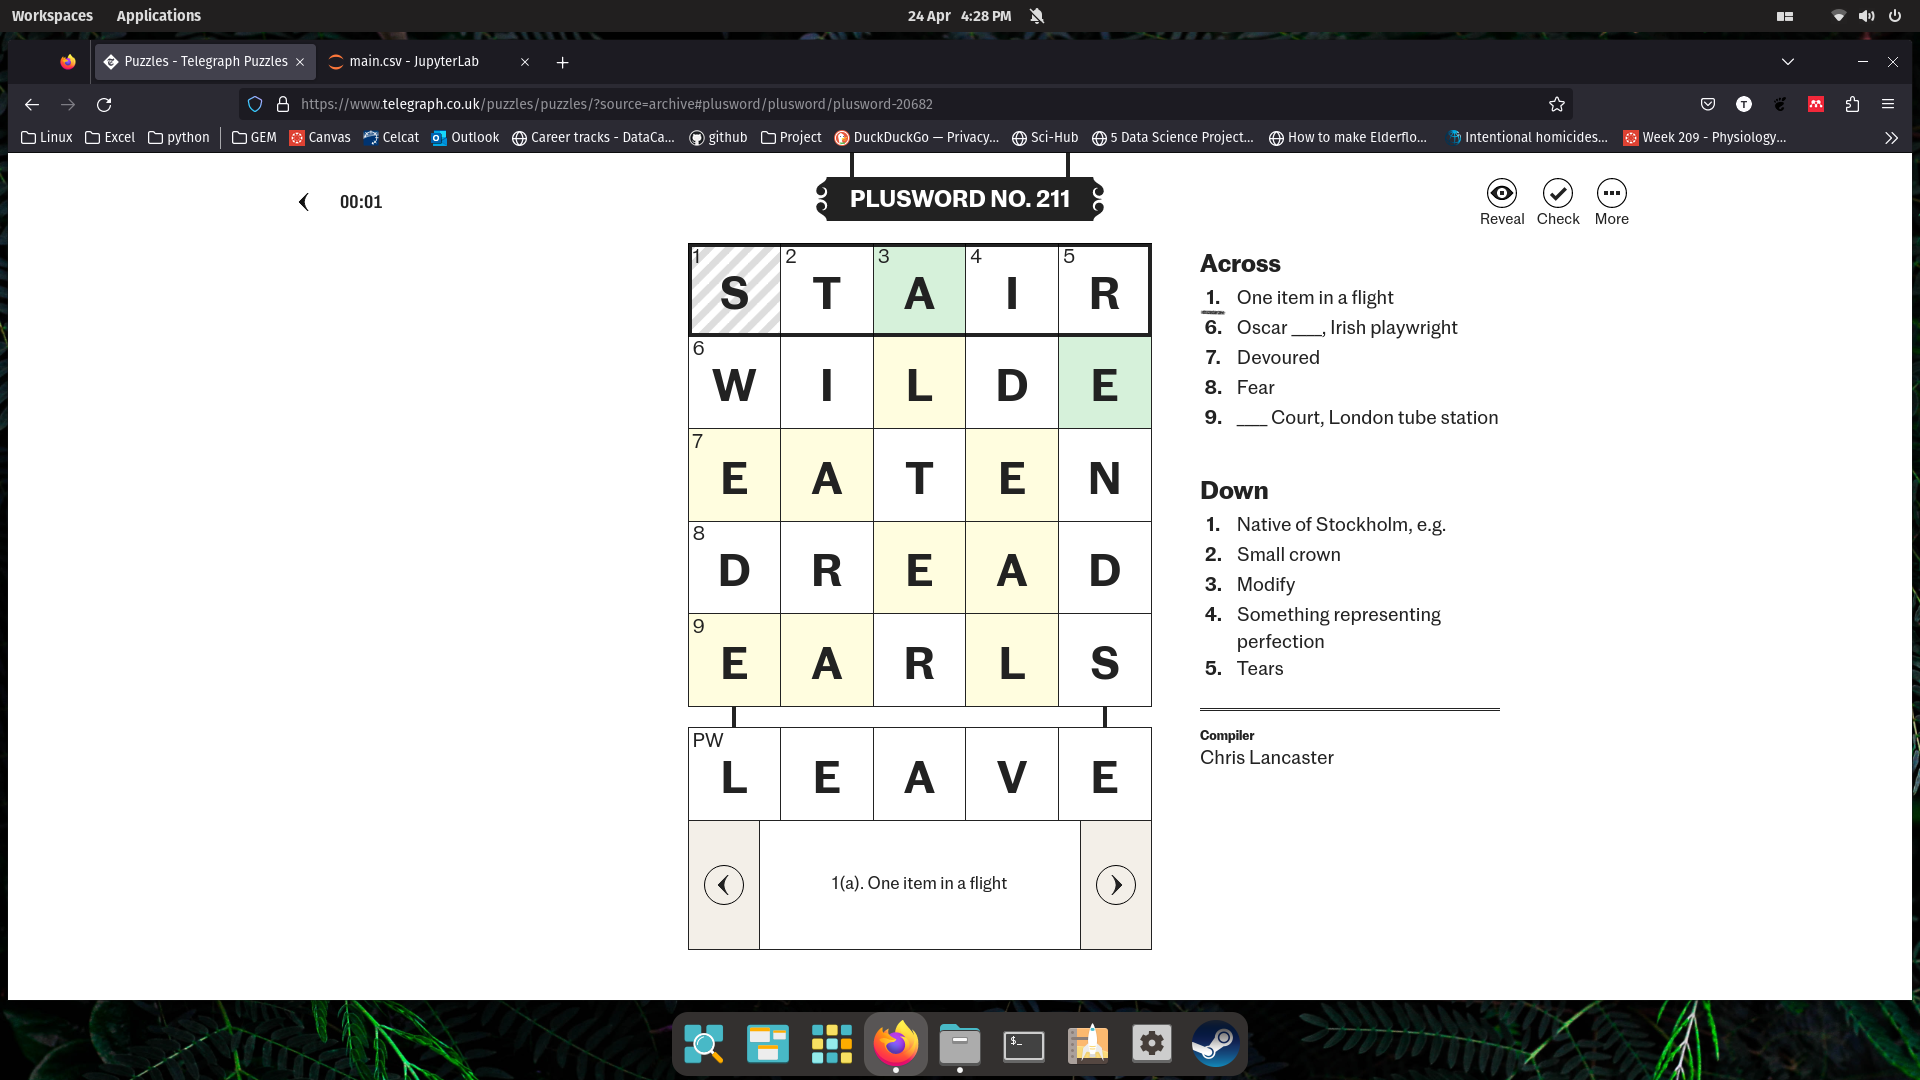 Workspaces Applications 24 Apr 4:28 PM
Puzzles - Telegraph Puzzles main.csv - JupyterLab
https://www.telegraph.co.uk/puzzles/puzzles/?source=archive#plusword/plusword/plusword-20682
Linux Excel python GEM Canvas Celcat Outlook Career tracks - DataCa... github Project DuckDuckGo — Privacy... Sci-Hub 5 Data Science Project... How to make Elderflo... Intentional homicides... Week 209 - Physiology...
00:01
PLUSWORD NO. 211
Reveal Check More
1 S 2 T 3 A 4 I 5 R
6 W I L D E
7 E A T E N
8 D R E A D
9 E A R L S
PW L E A V E
1(a). One item in a flight
Across
1. One item in a flight
6. Oscar ___, Irish playwright
7. Devoured
8. Fear
9. ___ Court, London tube station
Down
1. Native of Stockholm, e.g.
2. Small crown
3. Modify
4. Something representing
perfection
5. Tears
Compiler
Chris Lancaster